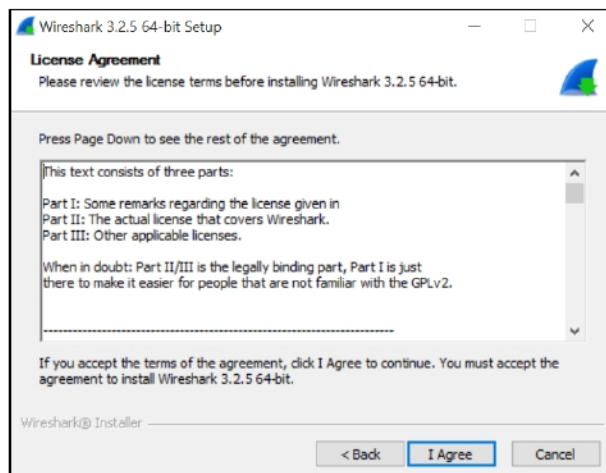 Wireshark 3.2.5 64-bit Setup
License Agreement
Please review the license terms before installing Wireshark 3.2.5 64-bit.
Press Page Down to see the rest of the agreement.
This text consists of three parts:
Part I: Some remarks regarding the license given in
Part II: The actual license that covers Wireshark.
Part III: Other applicable licenses.
When in doubt: Part II/III is the legally binding part, Part I is just
there to make it easier for people that are not familiar with the GPLv2.
-------------------------------------------------------------------------
If you accept the terms of the agreement, click I Agree to continue. You must accept the
agreement to install Wireshark 3.2.5 64-bit.
Wireshark® Installer
< Back I Agree Cancel